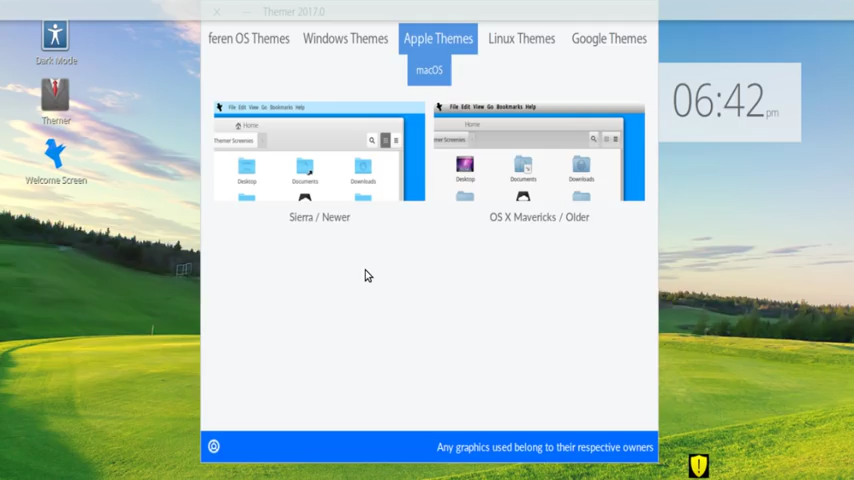 Themer 2017.0
feren OS Themes
Windows Themes
Apple Themes
Linux Themes
Google Themes
macOS
Dark Mode
Themer
Welcome Screen
06:42 pm
File Edit View Go Bookmarks Help
Home
Themer Screenies
Desktop
Documents
Downloads
Sierra / Newer
File Edit View Go Bookmarks Help
Home
mer Screenies
Desktop
Documents
Downloads
OS X Mavericks / Older
Any graphics used belong to their respective owners